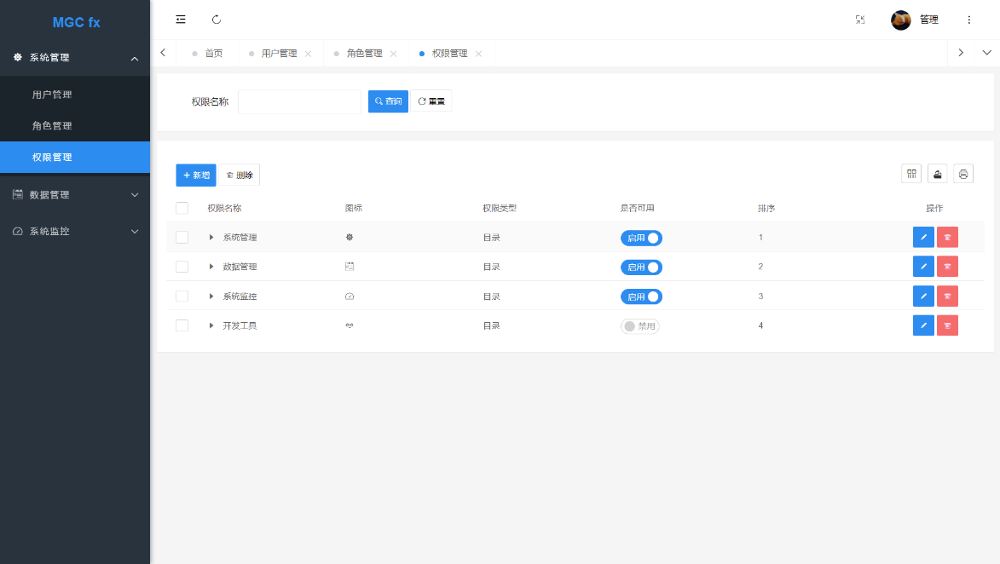 MGC fx
管理
首页 用户管理 角色管理 权限管理
系统管理
用户管理
角色管理
权限管理
数据管理
系统监控
权限名称 查询 重置
新增 删除
权限名称 图标 权限类型 是否可用 排序 操作
系统管理 目录 启用 1
数据管理 目录 启用 2
系统监控 目录 启用 3
开发工具 目录 禁用 4